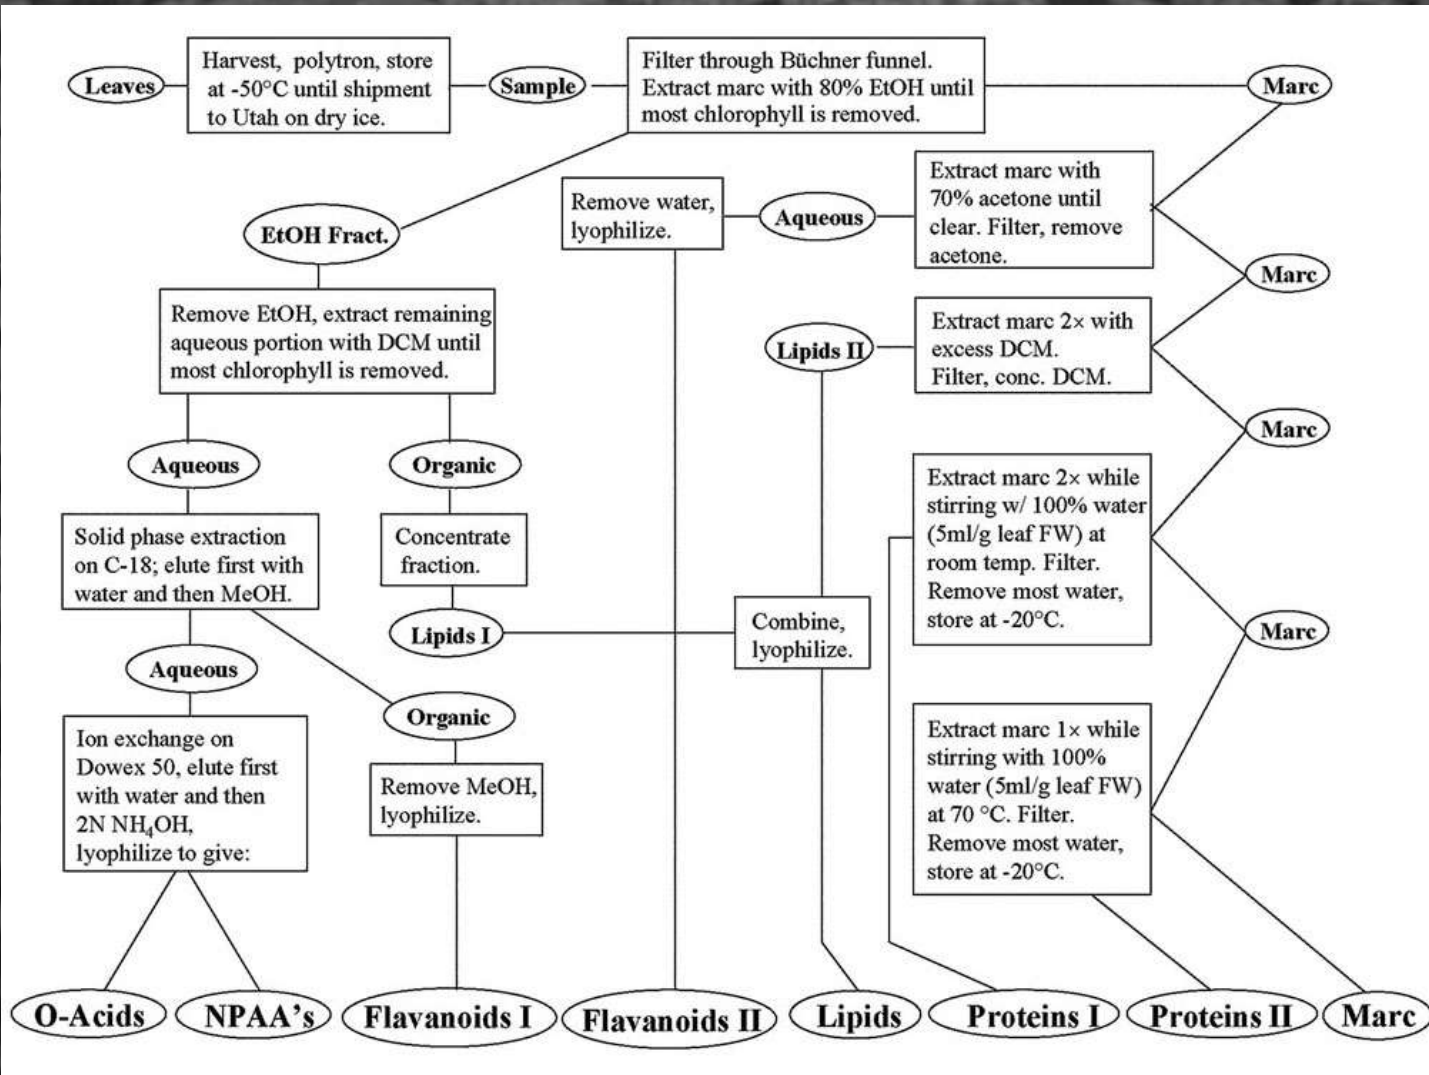 Leaves
Harvest, polytron, store
at -50°C until shipment
to Utah on dry ice.
Sample
Filter through Büchner funnel.
Extract marc with 80% EtOH until
most chlorophyll is removed.
Marc
EtOH Fract.
Remove water,
lyophilize.
Aqueous
Extract marc with
70% acetone until
clear. Filter, remove
acetone.
Marc
Remove EtOH, extract remaining
aqueous portion with DCM until
most chlorophyll is removed.
Lipids II
Extract marc 2× with
excess DCM.
Filter, conc. DCM.
Marc
Aqueous
Organic
Extract marc 2× while
stirring w/ 100% water
(5ml/g leaf FW) at
room temp. Filter.
Remove most water,
store at -20°C.
Solid phase extraction
on C-18; elute first with
water and then MeOH.
Concentrate
fraction.
Lipids I
Combine,
lyophilize.
Marc
Aqueous
Organic
Ion exchange on
Dowex 50, elute first
with water and then
2N NH₄OH,
lyophilize to give:
Remove MeOH,
lyophilize.
Extract marc 1× while
stirring with 100%
water (5ml/g leaf FW)
at 70 °C. Filter.
Remove most water,
store at -20°C.
O-Acids
NPAA's
Flavanoids I
Flavanoids II
Lipids
Proteins I
Proteins II
Marc